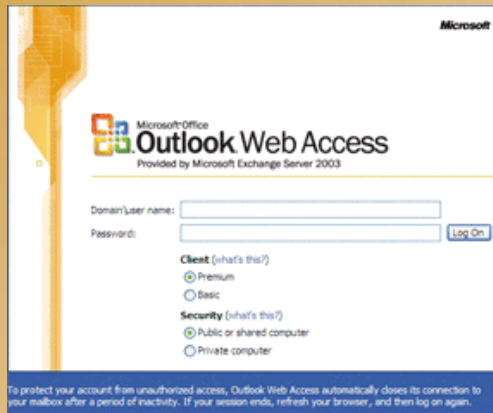 Microsoft
Microsoft Office
Outlook Web Access
Provided by Microsoft Exchange Server 2003
Domain\user name:
Password:
Log On
Client (what's this?)
Premium
Basic
Security (what's this?)
Public or shared computer
Private computer
To protect your account from unauthorized access, Outlook Web Access automatically closes its connection to
your mailbox after a period of inactivity. If your session ends, refresh your browser, and then log on again.